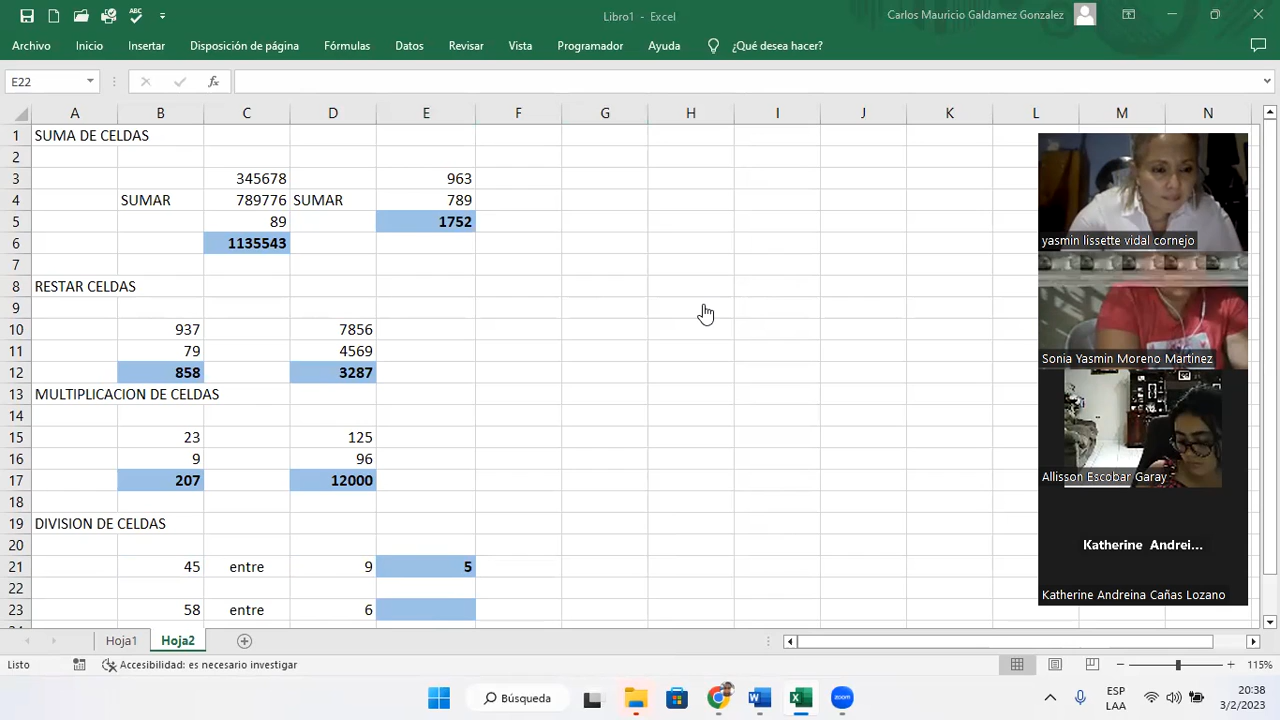 Libro1 - Excel
Carlos Mauricio Galdamez Gonzalez
Archivo Inicio Insertar Disposición de página Fórmulas Datos Revisar Vista Programador Ayuda ¿Qué desea hacer?
E22 fx
A B C D E F G H I J K L M N
1 SUMA DE CELDAS
2
3 345678 963
4 SUMAR 789776 SUMAR 789
5 89 1752
6 1135543
7
8 RESTAR CELDAS
9
10 937 7856
11 79 4569
12 858 3287
13 MULTIPLICACION DE CELDAS
14
15 23 125
16 9 96
17 207 12000
18
19 DIVISION DE CELDAS
20
21 45 entre 9 5
22
23 58 entre 6
yasmin lissette vidal cornejo
Sonia Yasmin Moreno Martinez
Allisson Escobar Garay
Katherine Andrei...
Katherine Andreina Cañas Lozano
Hoja1 Hoja2
Listo Accesibilidad: es necesario investigar 115%
Búsqueda
zoom
ESP
LAA
20:38
3/2/2023